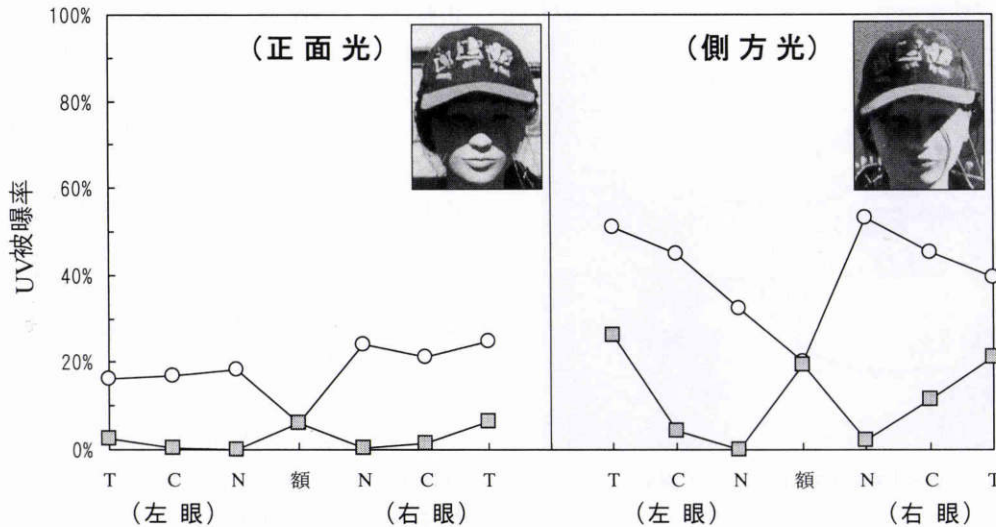 100%
80%
60%
40%
20%
0%
UV被曝率
(正面光)
(側方光)
T C N 額 N C T
T C N 額 N C T
(左眼) (右眼)
(左眼) (右眼)